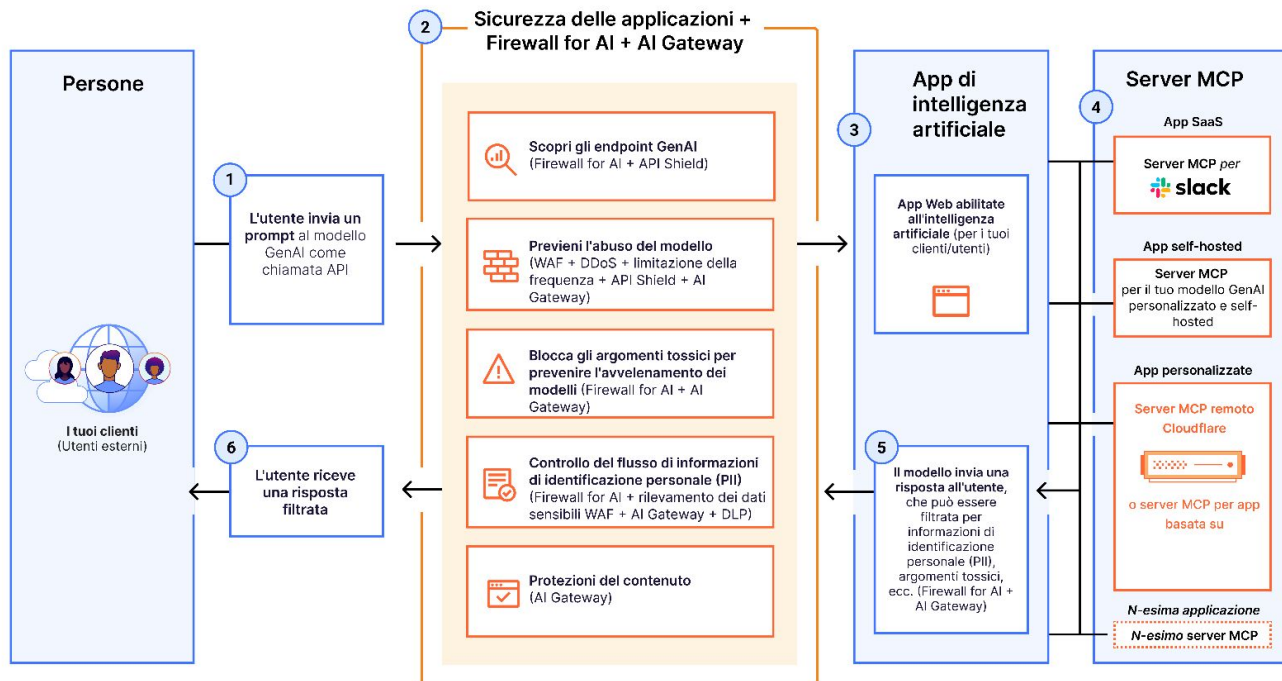 Persone
I tuoi clienti
(Utenti esterni)
1
L'utente invia un
prompt al modello
GenAI come
chiamata API
6
L'utente riceve
una risposta
filtrata
2
Sicurezza delle applicazioni +
Firewall for AI + AI Gateway
Scopri gli endpoint GenAI
(Firewall for AI + API Shield)
Previeni l'abuso del modello
(WAF + DDoS + limitazione della
frequenza + API Shield + AI
Gateway)
Blocca gli argomenti tossici per
prevenire l'avvelenamento dei
modelli (Firewall for AI + AI
Gateway)
Controllo del flusso di informazioni
di identificazione personale (PII)
(Firewall for AI + rilevamento dei dati
sensibili WAF + AI Gateway + DLP)
Protezioni del contenuto
(AI Gateway)
3
App di
intelligenza
artificiale
App Web abilitate
all'intelligenza
artificiale (per i tuoi
clienti/utenti)
5
Il modello invia una
risposta all'utente,
che può essere
filtrata per
informazioni di
identificazione
personale (PII),
argomenti tossici,
ecc. (Firewall for AI +
AI Gateway)
4
Server MCP
App SaaS
Server MCP per
slack
App self-hosted
Server MCP
per il tuo modello GenAI
personalizzato e self-
hosted
App personalizzate
Server MCP remoto
Cloudflare
o server MCP per app
basata su
N-esima applicazione
N-esimo server MCP